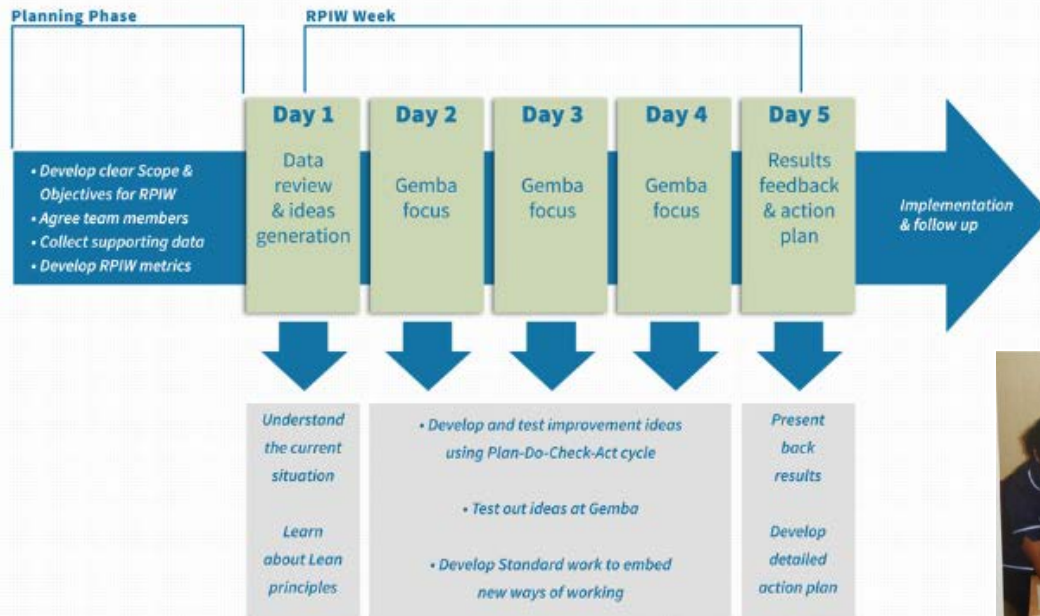 Planning Phase
RPIW Week
• Develop clear Scope &
Objectives for RPIW
• Agree team members
• Collect supporting data
• Develop RPIW metrics
Day 1
Data
review
& ideas
generation
Day 2
Gemba
focus
Day 3
Gemba
focus
Day 4
Gemba
focus
Day 5
Results
feedback
& action
plan
Implementation
& follow up
Understand
the current
situation
Learn
about Lean
principles
• Develop and test improvement ideas
using Plan-Do-Check-Act cycle
• Test out ideas at Gemba
• Develop Standard work to embed
new ways of working
Present
back
results
Develop
detailed
action plan